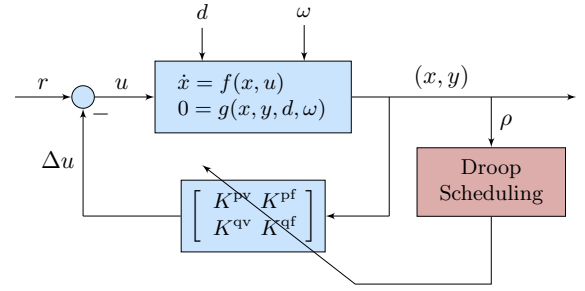 d
ω
r
u
ẋ = f(x, u)
0 = g(x, y, d, ω)
(x, y)
−
ρ
Δu
Droop
Scheduling
[ K^pv K^pf
K^qv K^qf ]